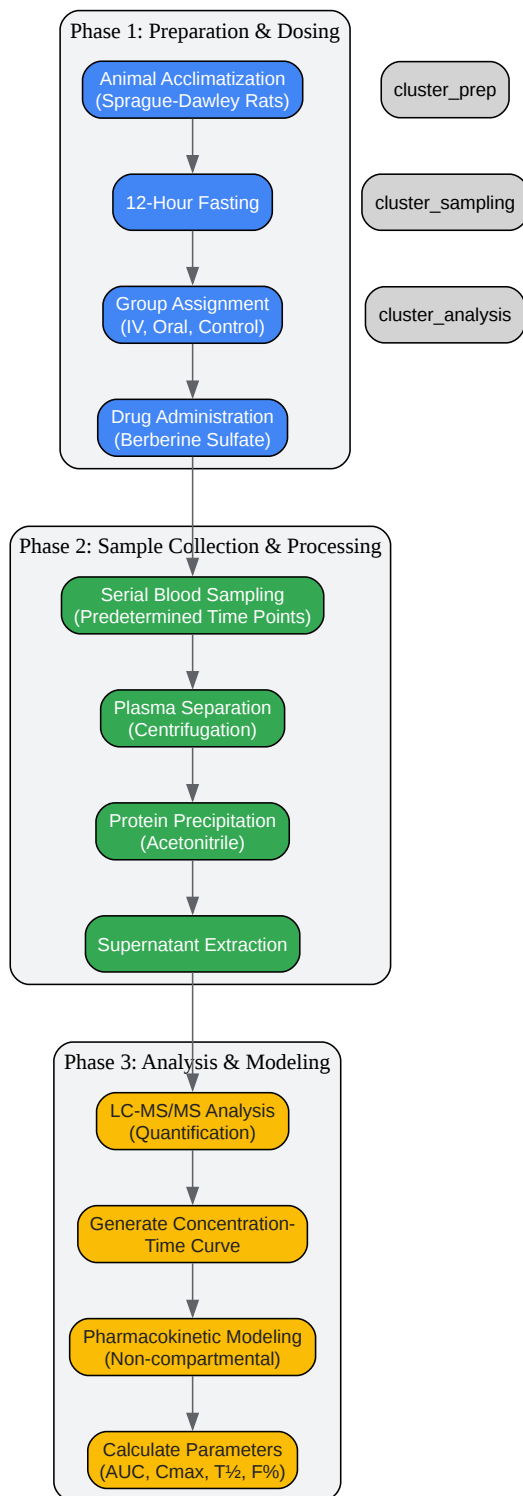 Phase 1: Preparation & Dosing
Animal Acclimatization
(Sprague-Dawley Rats)
cluster_prep
12-Hour Fasting
cluster_sampling
Group Assignment
(IV, Oral, Control)
cluster_analysis
Drug Administration
(Berberine Sulfate)
Phase 2: Sample Collection & Processing
Serial Blood Sampling
(Predetermined Time Points)
Plasma Separation
(Centrifugation)
Protein Precipitation
(Acetonitrile)
Supernatant Extraction
Phase 3: Analysis & Modeling
LC-MS/MS Analysis
(Quantification)
Generate Concentration-
Time Curve
Pharmacokinetic Modeling
(Non-compartmental)
Calculate Parameters
(AUC, Cmax, T½, F%)